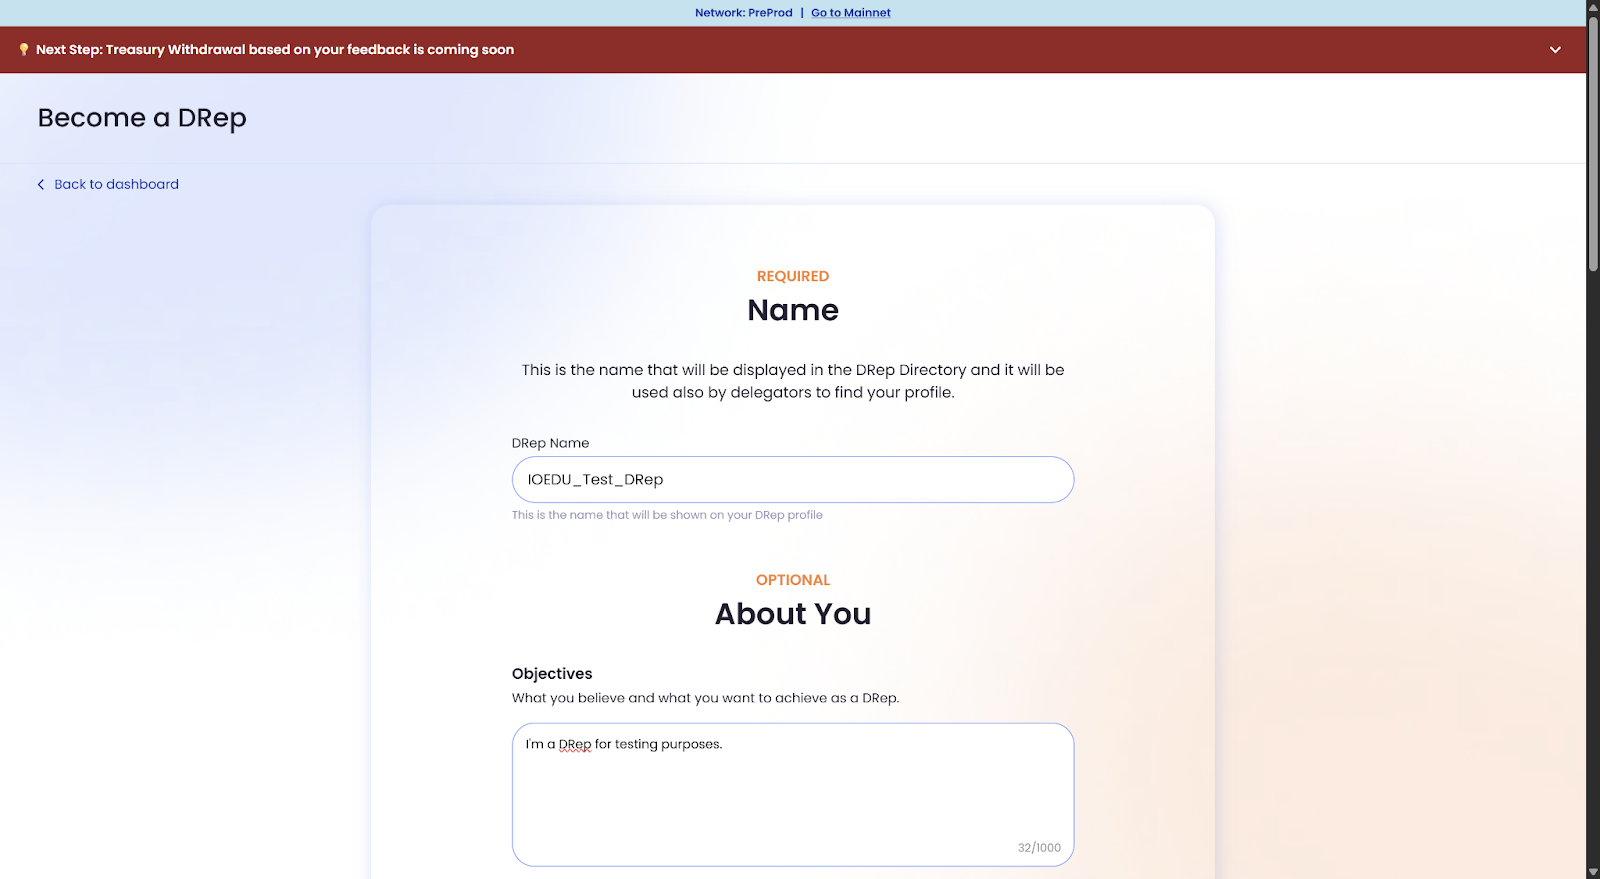 Network: PreProd | Go to Mainnet
Next Step: Treasury Withdrawal based on your feedback is coming soon
Become a DRep
Back to dashboard
REQUIRED
Name
This is the name that will be displayed in the DRep Directory and it will be
used also by delegators to find your profile.
DRep Name
IOEDU_Test_DRep
This is the name that will be shown on your DRep profile
OPTIONAL
About You
Objectives
What you believe and what you want to achieve as a DRep.
I'm a DRep for testing purposes.
32/1000